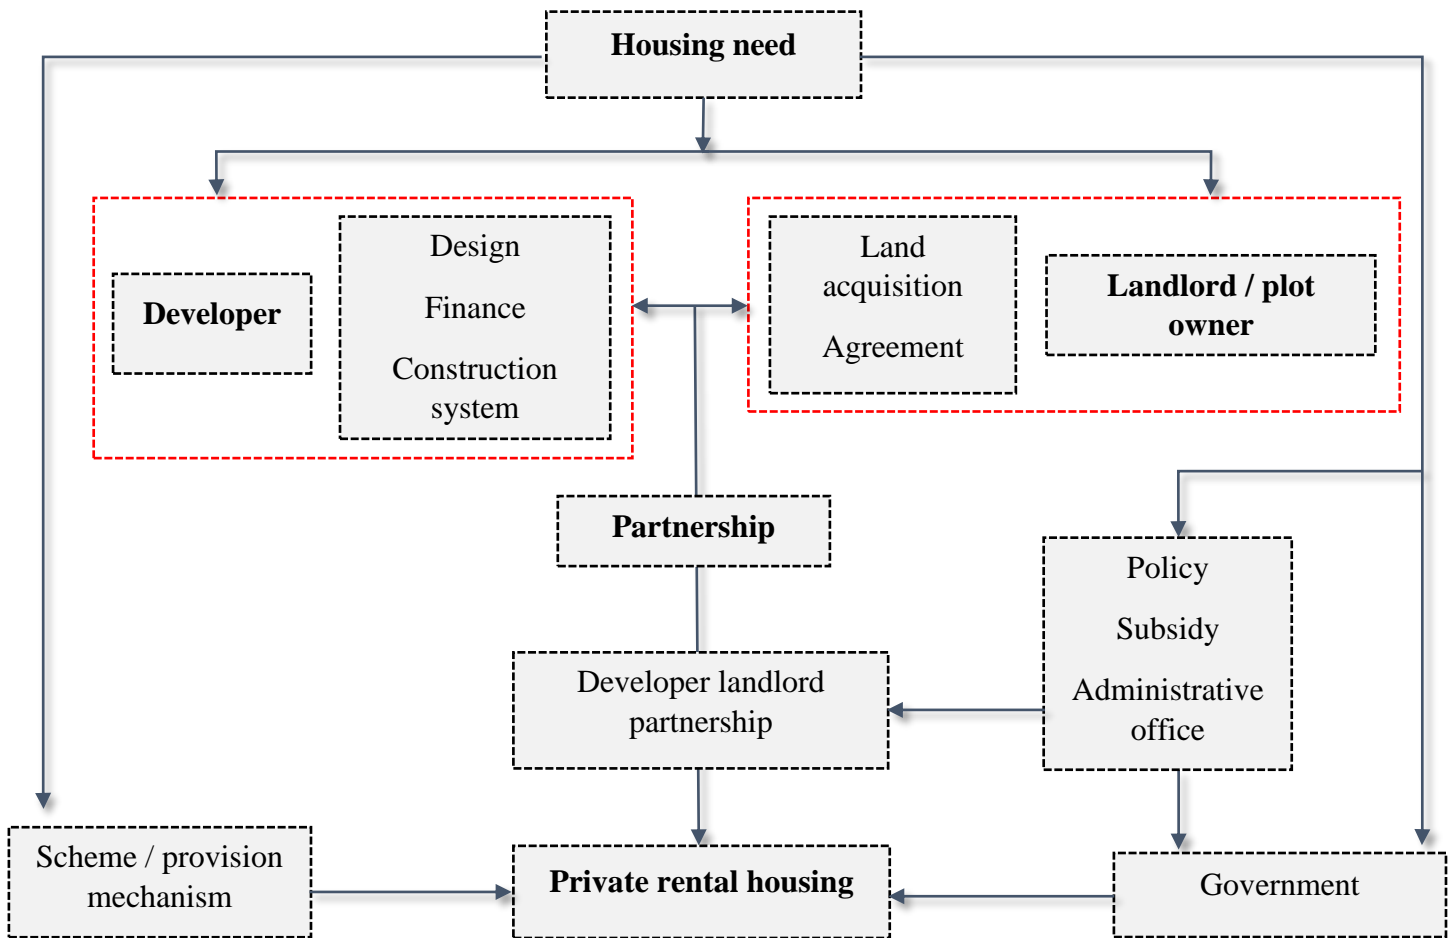 Housing need
Developer
Design
Finance
Construction
system
Land
acquisition
Agreement
Landlord / plot
owner
Partnership
Policy
Subsidy
Administrative
office
Developer landlord
partnership
Scheme / provision
mechanism
Private rental housing
Government